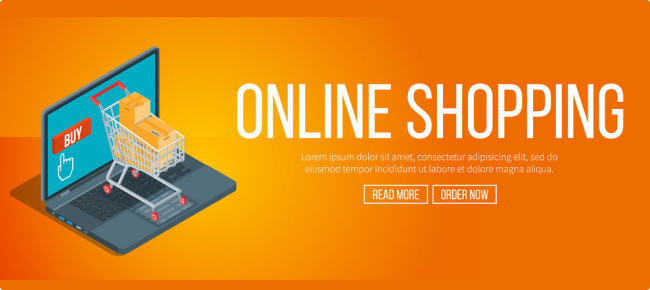 BUY
ONLINE SHOPPING
Lorem ipsum dolor sit amet, consectetur adipisicing elit, sed do
eiusmod tempor incididunt ut labore et dolore magna aliqua.
READ MORE ORDER NOW